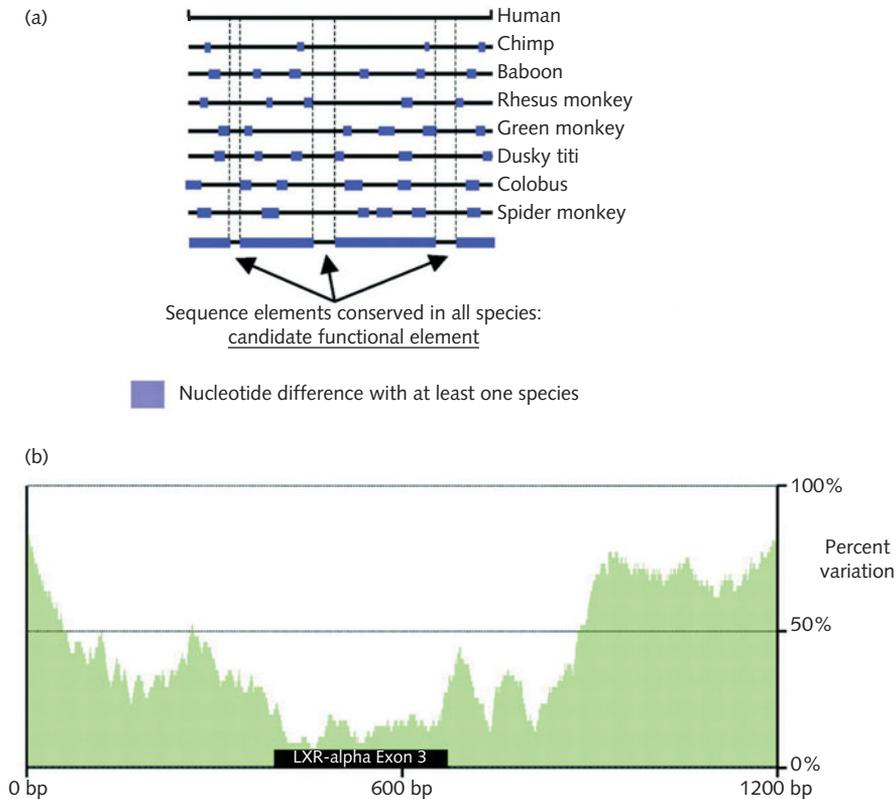 (a)
Human
Chimp
Baboon
Rhesus monkey
Green monkey
Dusky titi
Colobus
Spider monkey
Sequence elements conserved in all species:
candidate functional element
Nucleotide difference with at least one species
(b)
100%
Percent
variation
50%
LXR-alpha Exon 3
0%
0 bp
600 bp
1200 bp